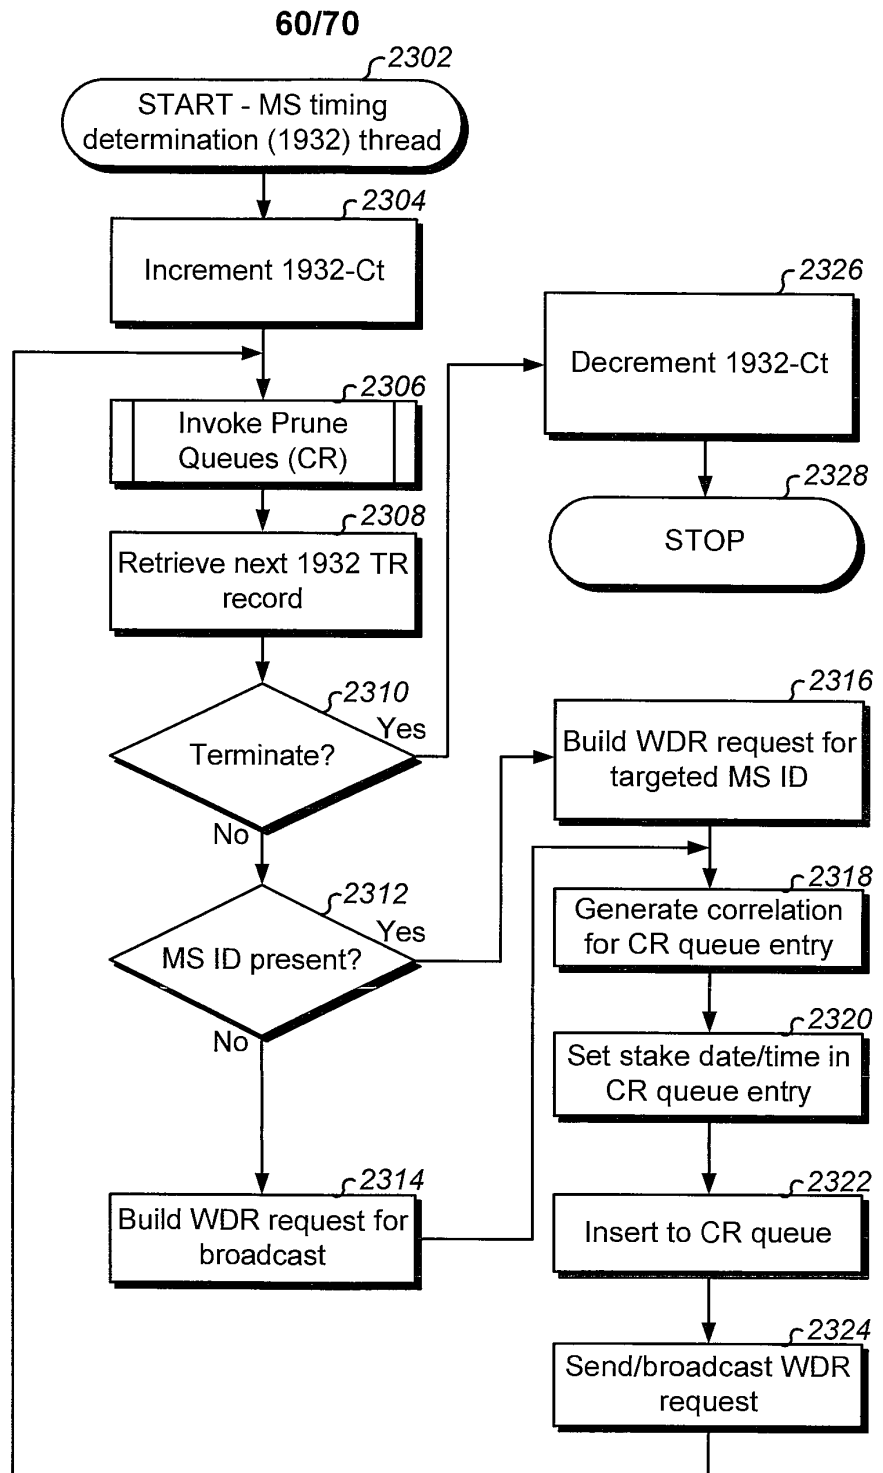 60/70
2302
START - MS timing
determination (1932) thread
2304
Increment 1932-Ct
2306
Invoke Prune
Queues (CR)
2308
Retrieve next 1932 TR
record
2310
Terminate?
Yes
No
2312
MS ID present?
Yes
No
2314
Build WDR request for
broadcast
2326
Decrement 1932-Ct
2328
STOP
2316
Build WDR request for
targeted MS ID
2318
Generate correlation
for CR queue entry
2320
Set stake date/time in
CR queue entry
2322
Insert to CR queue
2324
Send/broadcast WDR
request